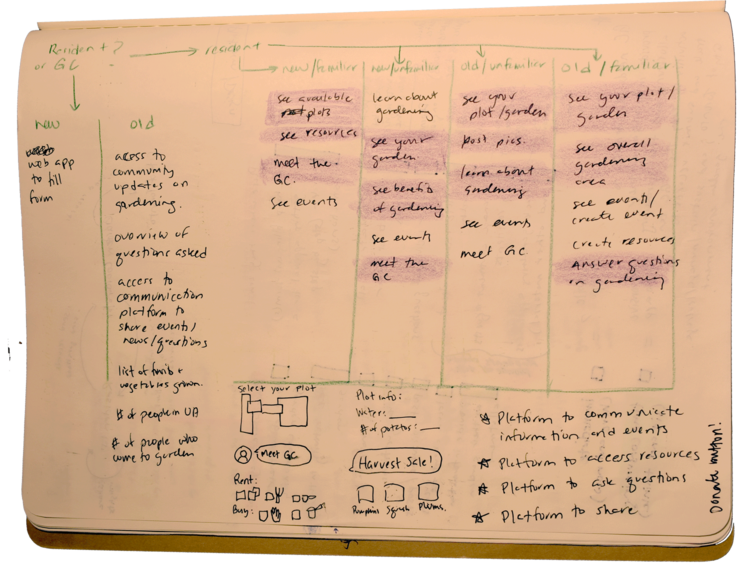 Resident?
or GC
resident
new/familiar
new/unfamiliar
old/unfamiliar
old/familiar
new
web app
to fill
form
old
access to
community
updates on
gardening.
overview of
questions asked
access to
communication
platform to
share events/
news/questions
list of fruits +
vegetables grown.
# of people in UA
# of people who
come to garden
see available
plots
see resources
meet the
GC.
see events
learn about
gardening
see your
garden
see benefits
of gardening
see events
meet the
GC
see your
plot/garden
post pics.
learn about
gardening
see events
meet GC
see your plot/
garden
see overall
gardening
area
see events/
create event
create resources
Answer questions
on gardening
select your plot
meet GC
Rent:
Buy:
Plot info:
Water:
# of potatos:
Harvest Sale!
Pumpkins Squash Plums.
Platform to communicate
information and events
Platform to access resources
Platform to ask questions
Platform to share
Donate button!